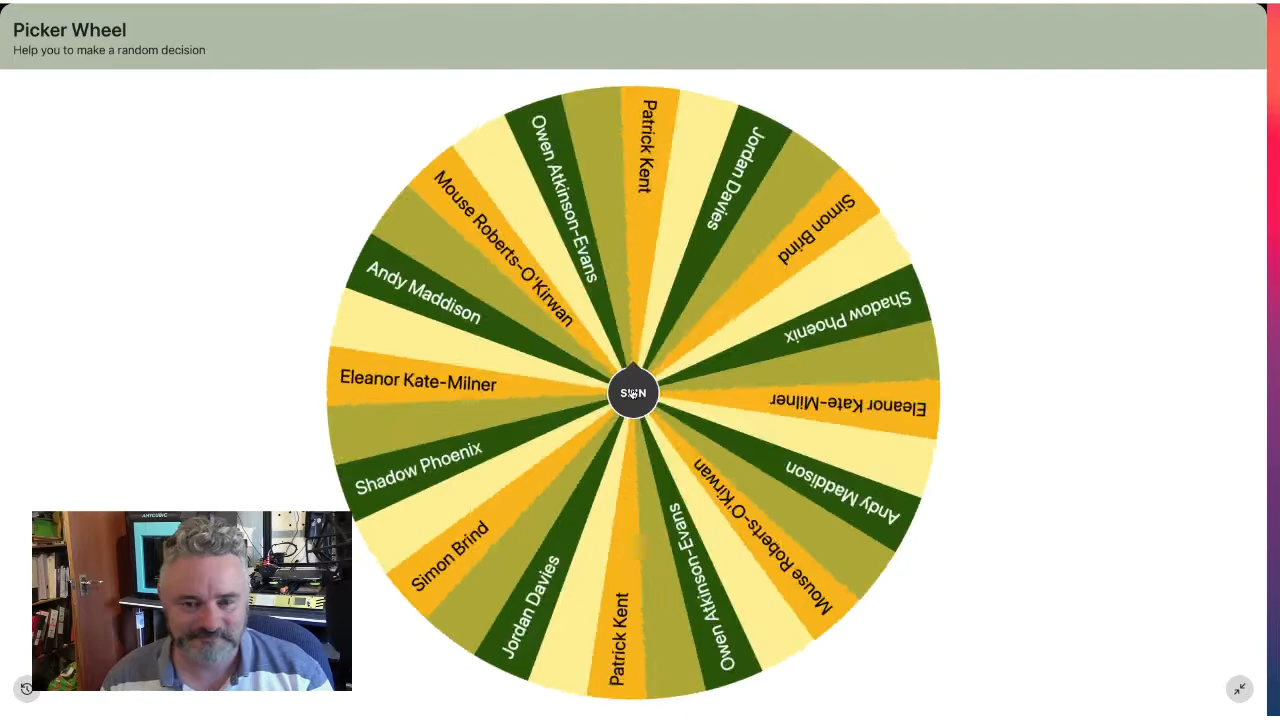 Picker Wheel
Help you to make a random decision
Patrick Kent
Jordan Davies
Simon Brind
Shadow Phoenix
Eleanor Kate-Milner
Andy Maddison
Mouse Roberts-O'Kirwan
Owen Atkinson-Evans
Patrick Kent
Jordan Davies
Simon Brind
Shadow Phoenix
Eleanor Kate-Milner
Andy Maddison
Mouse Roberts-O'Kirwan
Owen Atkinson-Evans
SPIN
ANYCUBIC